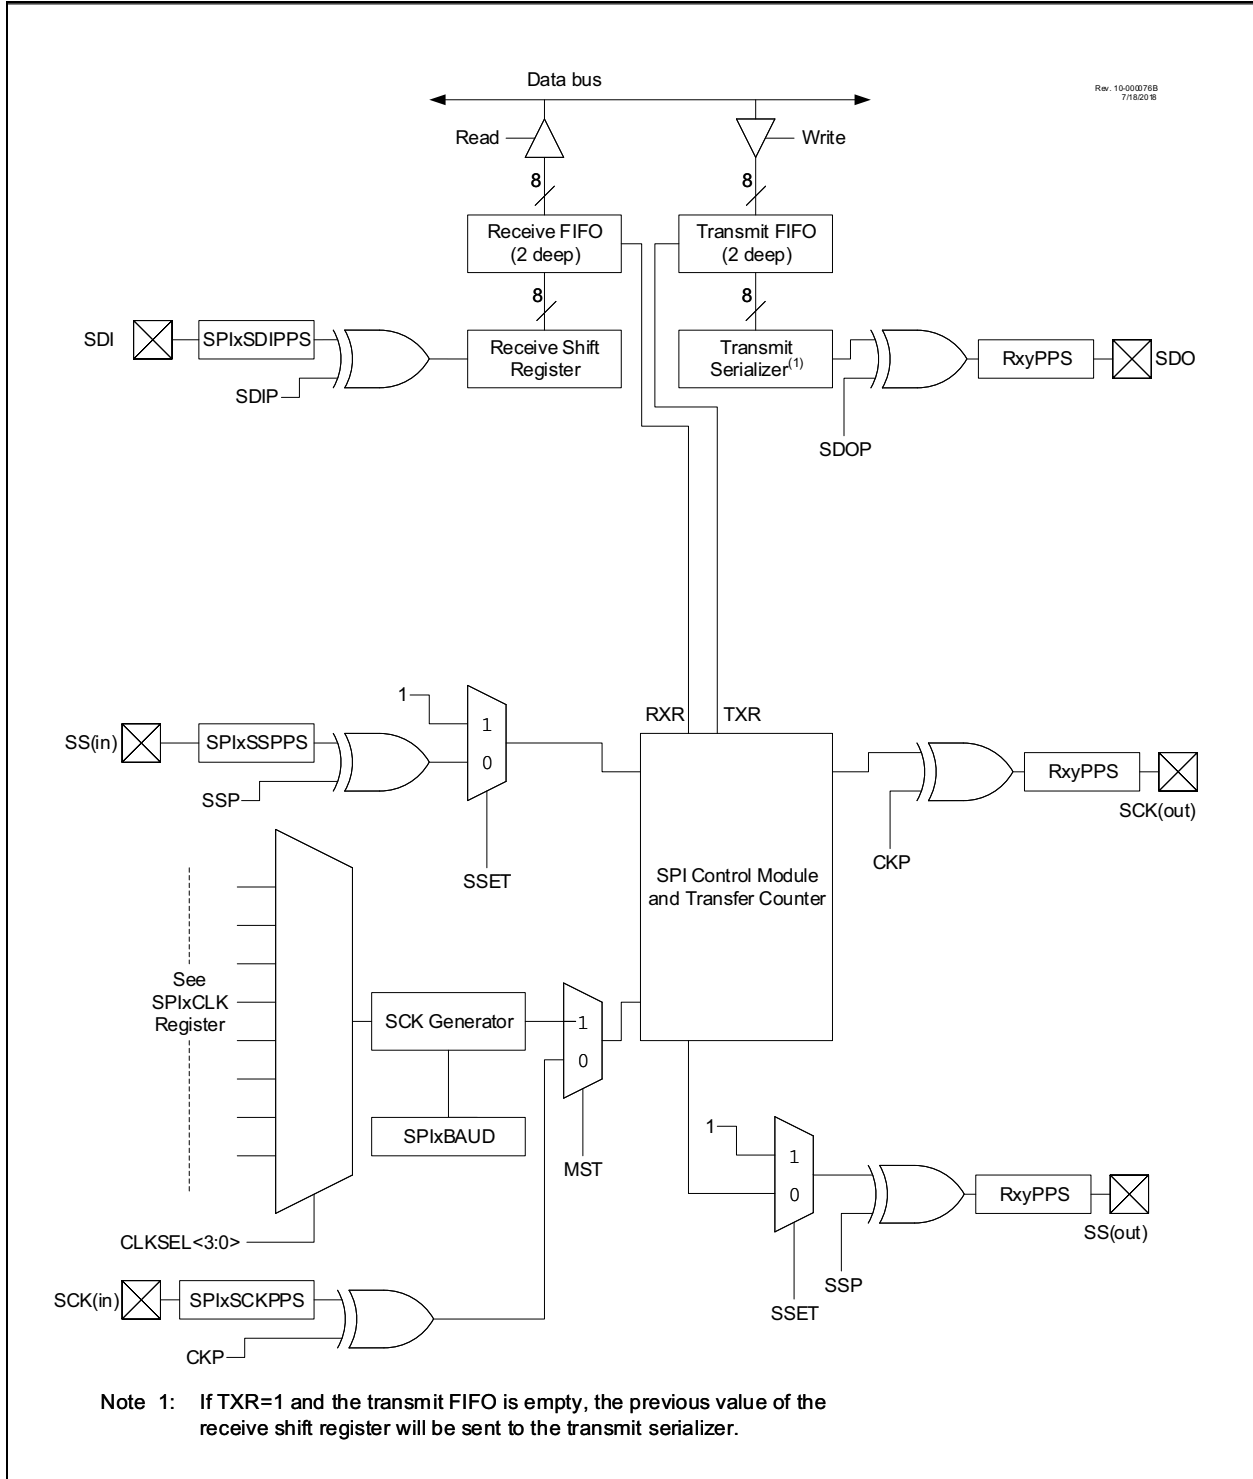 Data bus
Rev. 10-000076B
7/18/2018
Read
Write
8
8
Receive FIFO
(2 deep)
Transmit FIFO
(2 deep)
8
8
SDI
SPIxSDIPPS
SDIP
Receive Shift
Register
Transmit
Serializer(1)
SDOP
RxyPPS
SDO
RXR
TXR
SS(in)
SPIxSSPPS
SSP
1
1
0
SSET
SPI Control Module
and Transfer Counter
CKP
RxyPPS
SCK(out)
See
SPIxCLK
Register
SCK Generator
1
0
SPIxBAUD
MST
CLKSEL<3:0>
1
1
0
SSET
SSP
RxyPPS
SS(out)
SCK(in)
SPIxSCKPPS
CKP
Note 1: If TXR=1 and the transmit FIFO is empty, the previous value of the
receive shift register will be sent to the transmit serializer.